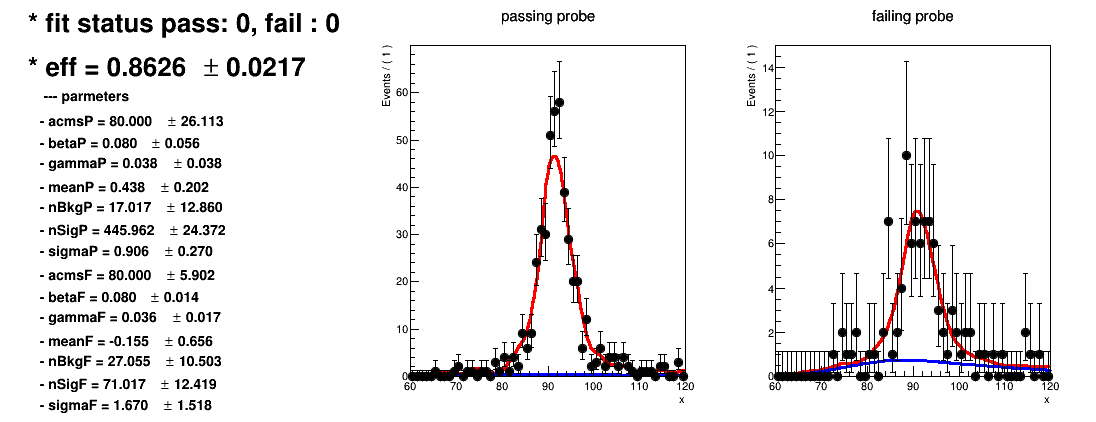 * fit status pass: 0, fail : 0
* eff = 0.8626 ± 0.0217
--- parmeters
- acmsP = 80.000 ± 26.113
- betaP = 0.080 ± 0.056
- gammaP = 0.038 ± 0.038
- meanP = 0.438 ± 0.202
- nBkgP = 17.017 ± 12.860
- nSigP = 445.962 ± 24.372
- sigmaP = 0.906 ± 0.270
- acmsF = 80.000 ± 5.902
- betaF = 0.080 ± 0.014
- gammaF = 0.036 ± 0.017
- meanF = -0.155 ± 0.656
- nBkgF = 27.055 ± 10.503
- nSigF = 71.017 ± 12.419
- sigmaF = 1.670 ± 1.518
passing probe
Events / ( 1 )
60
50
40
30
20
10
0
60 70 80 90 100 110 120
x
failing probe
Events / ( 1 )
14
12
10
8
6
4
2
0
60 70 80 90 100 110 120
x